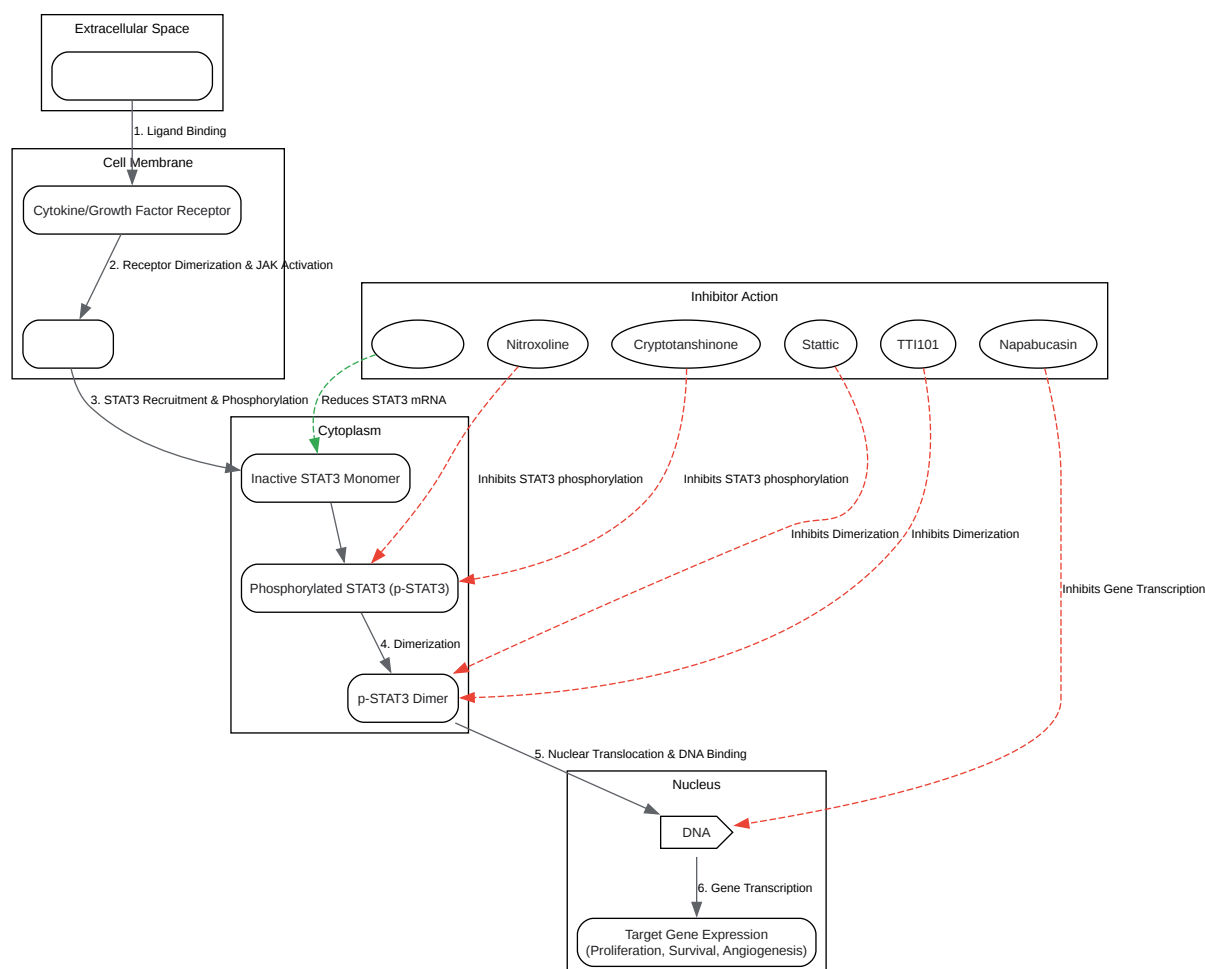 Extracellular Space
1. Ligand Binding
Cell Membrane
Cytokine/Growth Factor Receptor
2. Receptor Dimerization & JAK Activation
Inhibitor Action
Nitroxoline
Cryptotanshinone
Stattic
TTI101
Napabucasin
3. STAT3 Recruitment & Phosphorylation
Reduces STAT3 mRNA
Cytoplasm
Inactive STAT3 Monomer
Inhibits STAT3 phosphorylation
Inhibits STAT3 phosphorylation
Inhibits Dimerization
Inhibits Dimerization
Phosphorylated STAT3 (p-STAT3)
Inhibits Gene Transcription
4. Dimerization
p-STAT3 Dimer
5. Nuclear Translocation & DNA Binding
Nucleus
DNA
6. Gene Transcription
Target Gene Expression
(Proliferation, Survival, Angiogenesis)